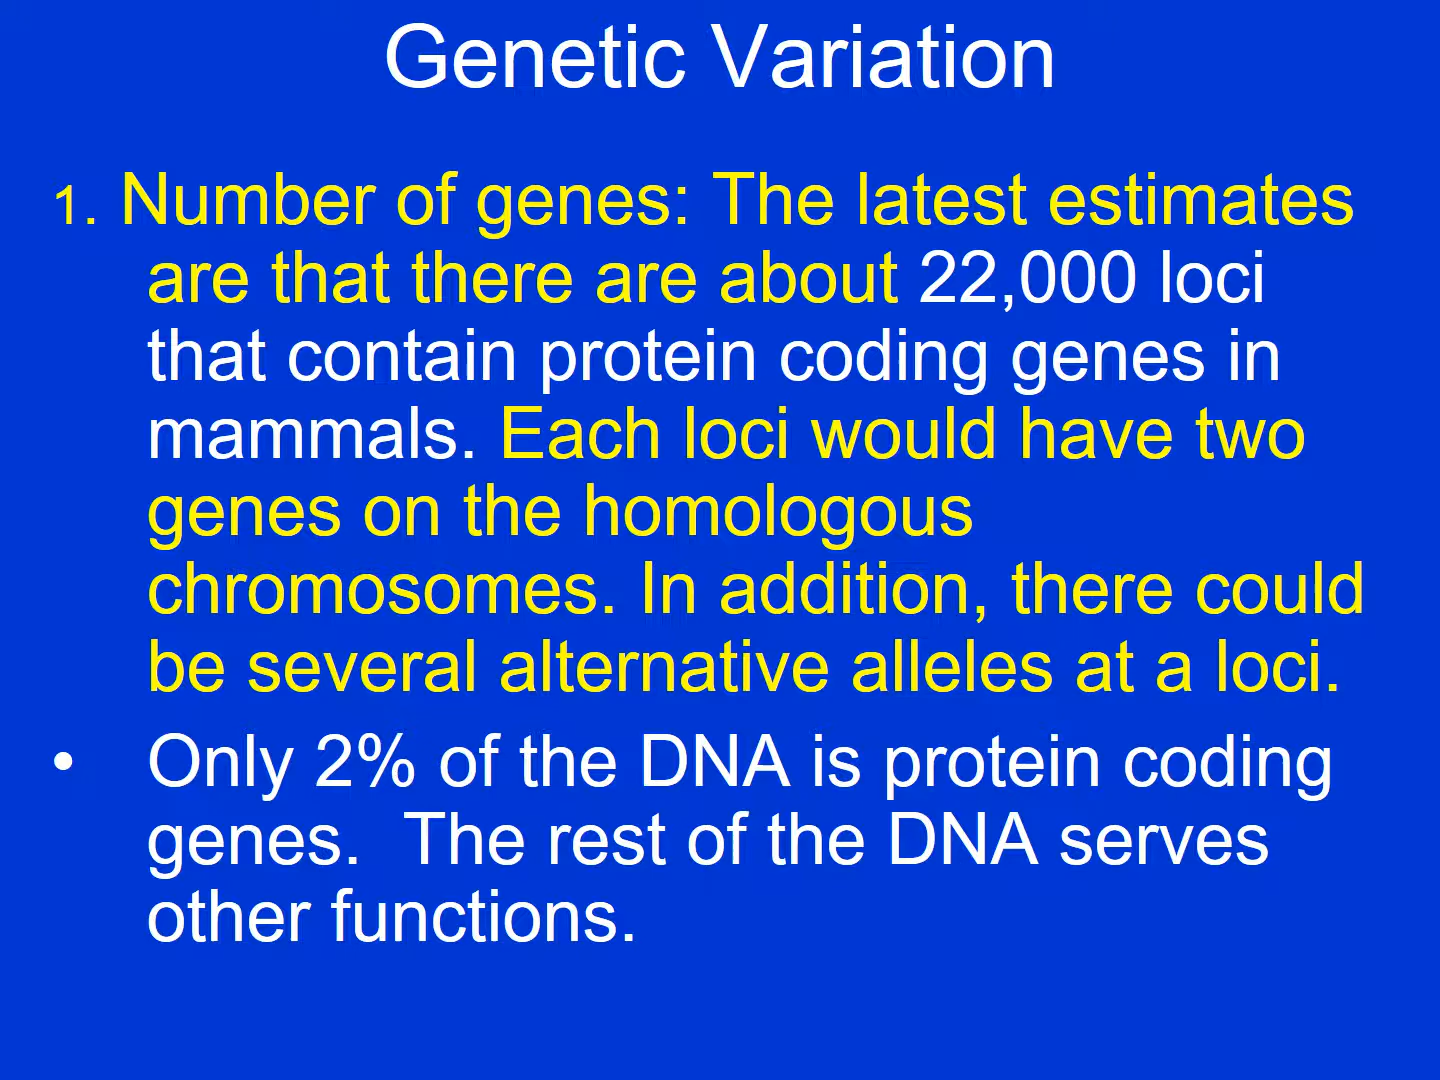 Genetic Variation
1. Number of genes: The latest estimates
are that there are about 22,000 loci
that contain protein coding genes in
mammals. Each loci would have two
genes on the homologous
chromosomes. In addition, there could
be several alternative alleles at a loci.
• Only 2% of the DNA is protein coding
genes. The rest of the DNA serves
other functions.